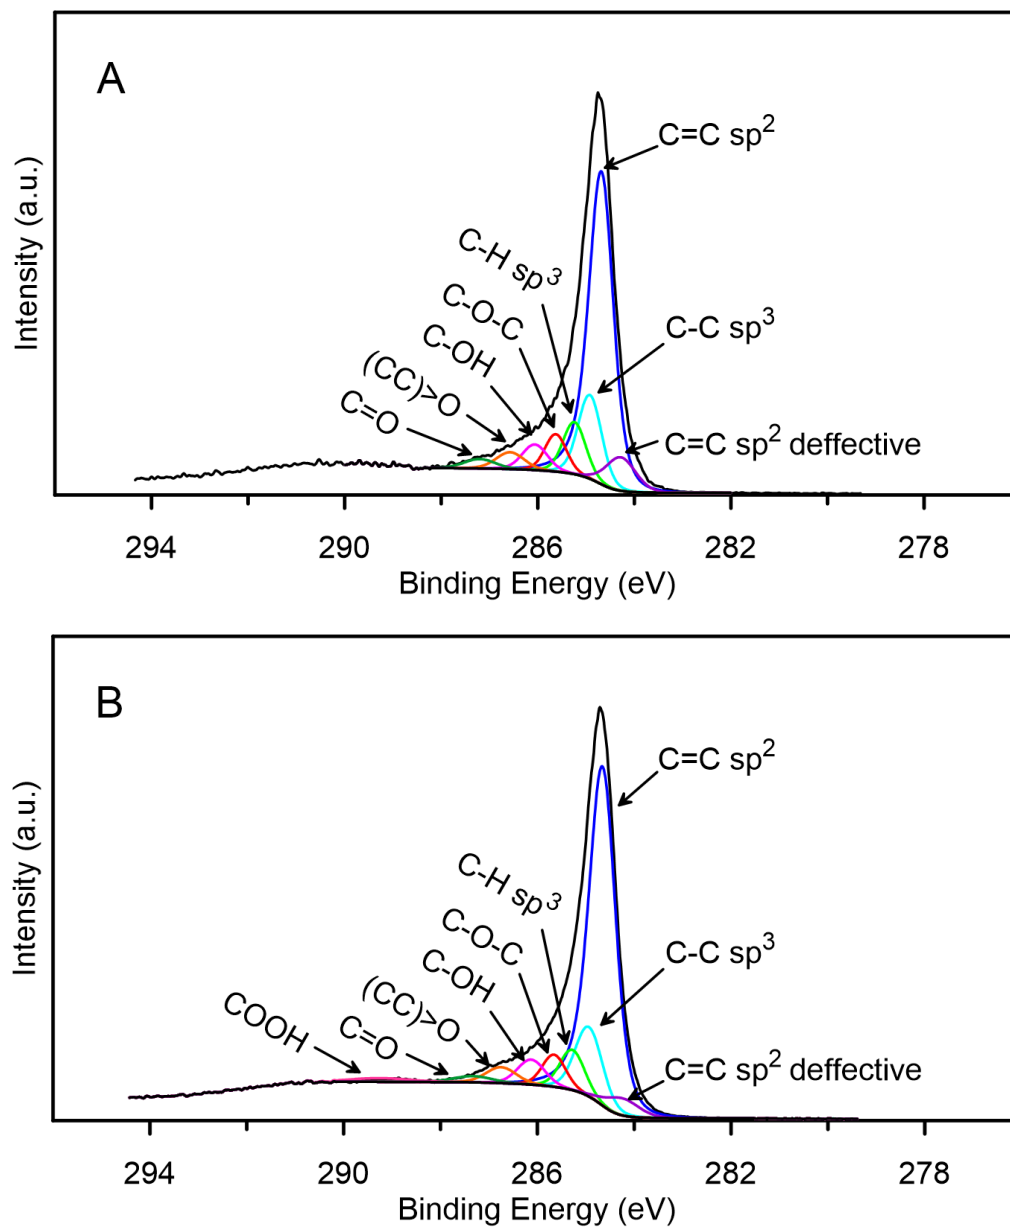 A
C=C sp²
C-H sp³
C-O-C
C-C sp³
C-OH
(CC)>O
C=O
C=C sp² deffective
Intensity (a.u.)
294 290 286 282 278
Binding Energy (eV)
B
C=C sp²
C-H sp³
C-O-C
C-C sp³
C-OH
(CC)>O
COOH
C=O
C=C sp² deffective
Intensity (a.u.)
294 290 286 282 278
Binding Energy (eV)